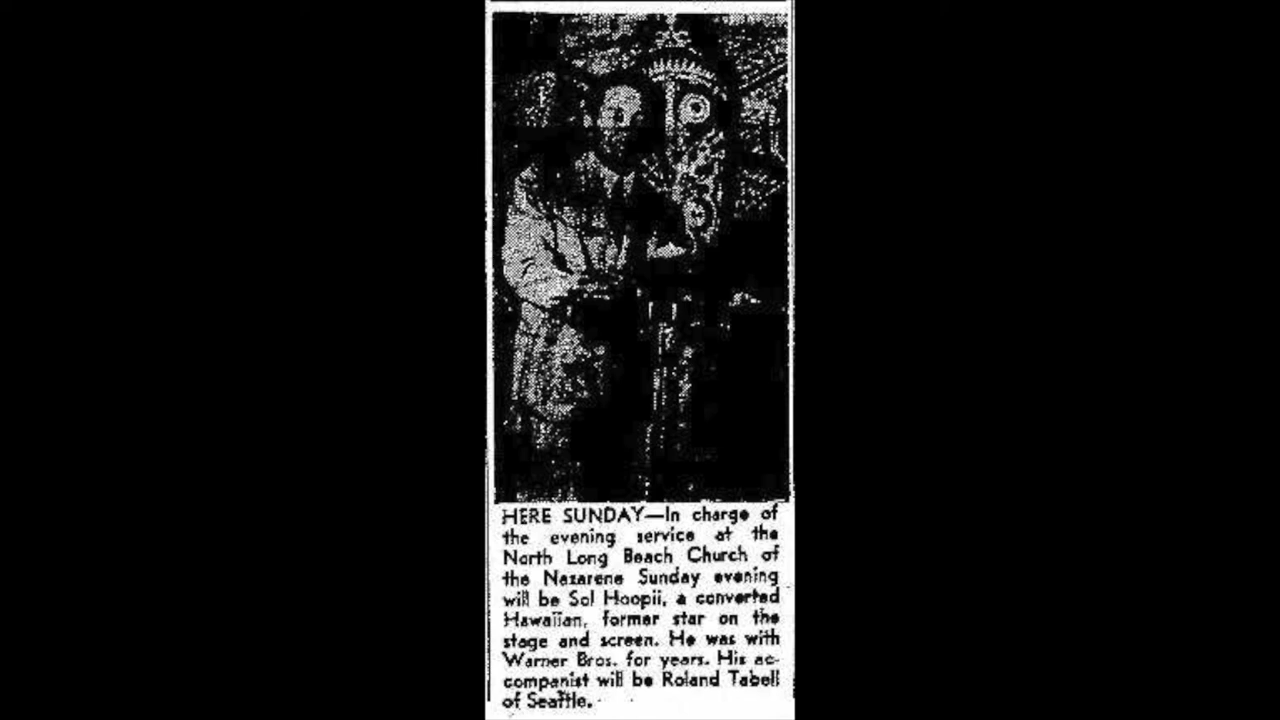 HERE SUNDAY—In charge of
the evening service at the
North Long Beach Church of
the Nazarene Sunday evening
will be Sol Hoopii, a converted
Hawaiian, former star on the
stage and screen. He was with
Warner Bros. for years. His ac-
companist will be Roland Tabell
of Seattle.